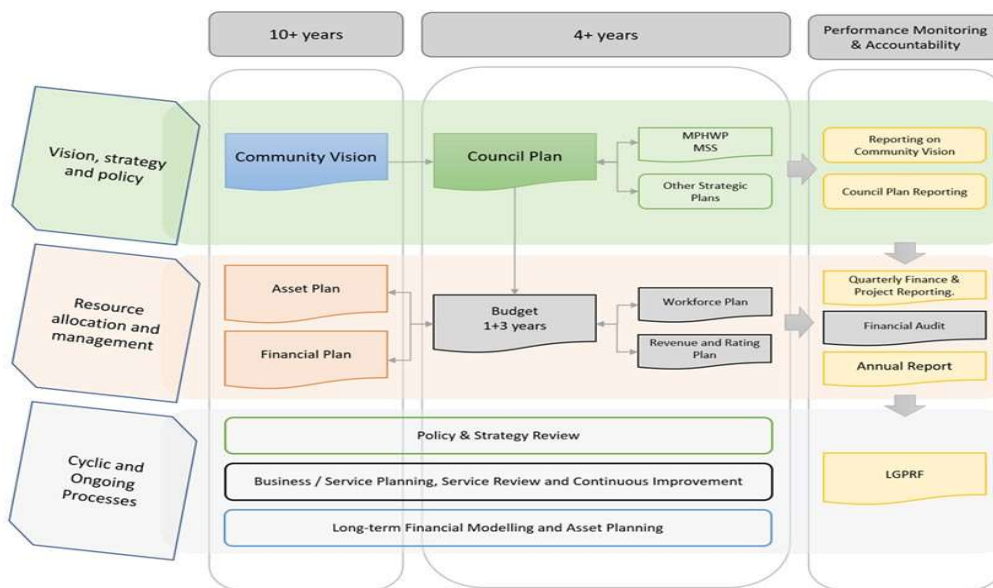 10+ years
4+ years
Performance Monitoring
& Accountability
Vision, strategy
and policy
Community Vision
Council Plan
MPHWP
MSS
Other Strategic
Plans
Reporting on
Community Vision
Council Plan Reporting
Resource
allocation and
management
Asset Plan
Financial Plan
Budget
1+3 years
Workforce Plan
Revenue and Rating
Plan
Quarterly Finance &
Project Reporting.
Financial Audit
Annual Report
Cyclic and
Ongoing
Processes
Policy & Strategy Review
Business / Service Planning, Service Review and Continuous Improvement
Long-term Financial Modelling and Asset Planning
LGPRF